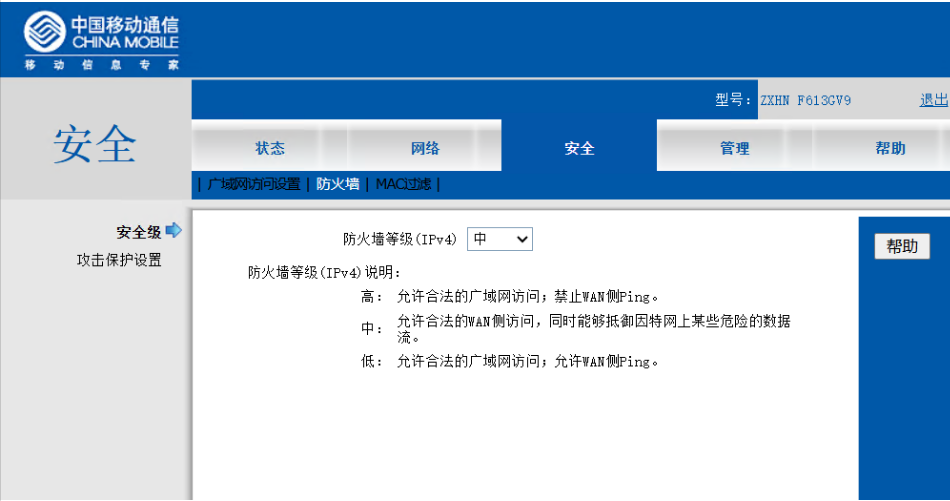 中国移动通信
CHINA MOBILE
移动信息专家
型号: ZXHN F613GV9 退出
安全
状态 网络 安全 管理 帮助
| 广域网访问设置 | 防火墙 | MAC过滤 |
安全级
攻击保护设置
防火墙等级(IPv4) 中
帮助
防火墙等级(IPv4)说明:
高: 允许合法的广域网访问;禁止WAN侧Ping。
中: 允许合法的WAN侧访问,同时能够抵御因特网上某些危险的数据
流。
低: 允许合法的广域网访问;允许WAN侧Ping。